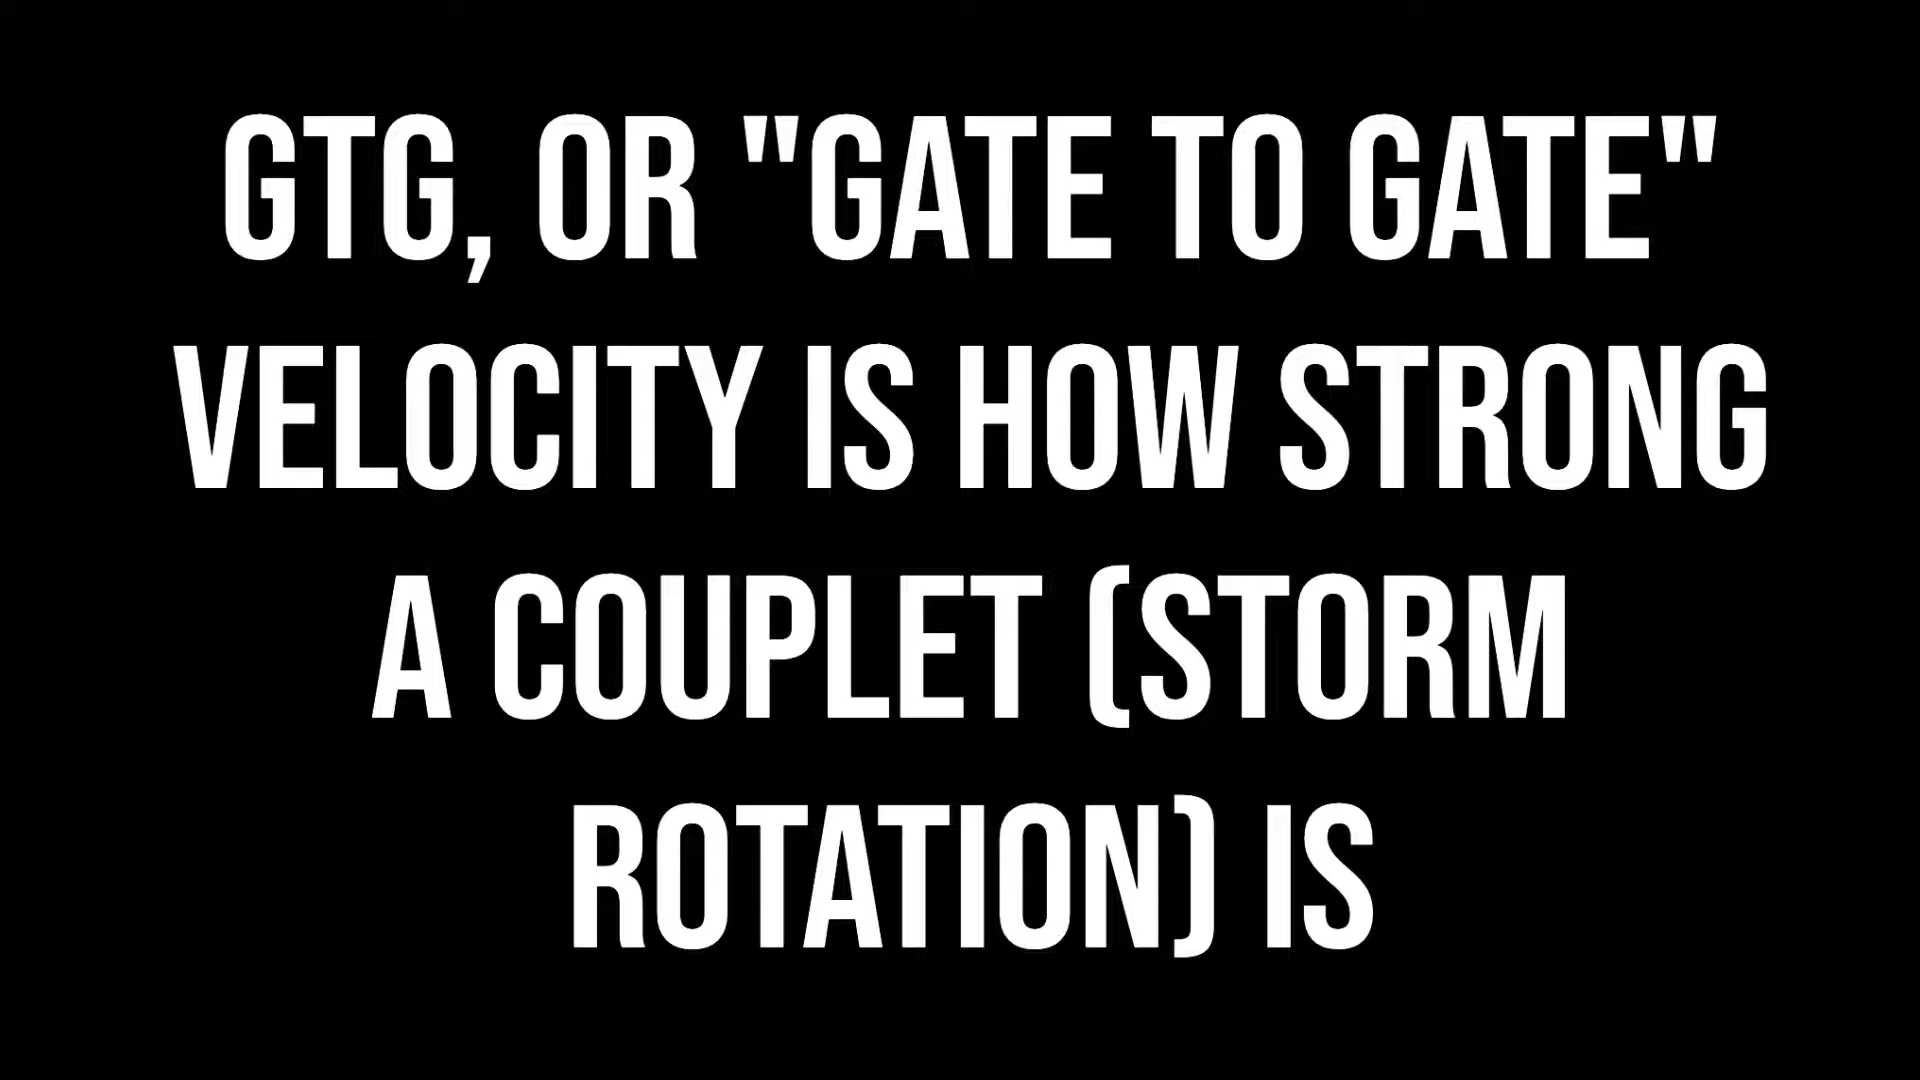 GTG, OR "GATE TO GATE"
VELOCITY IS HOW STRONG
A COUPLET (STORM
ROTATION) IS